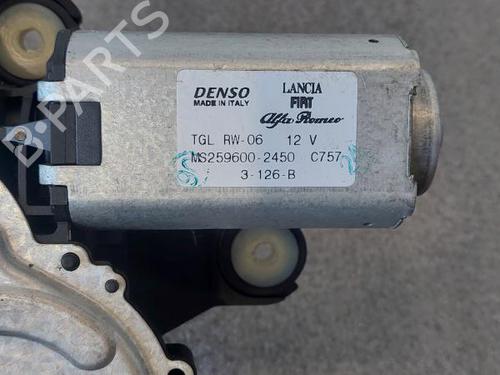 B-PARTS
DENSO
MADE IN ITALY
LANCIA
FIAT
Alfa Romeo
TGL RW-06 12 V
MS259600-2450 C757
3-126-B